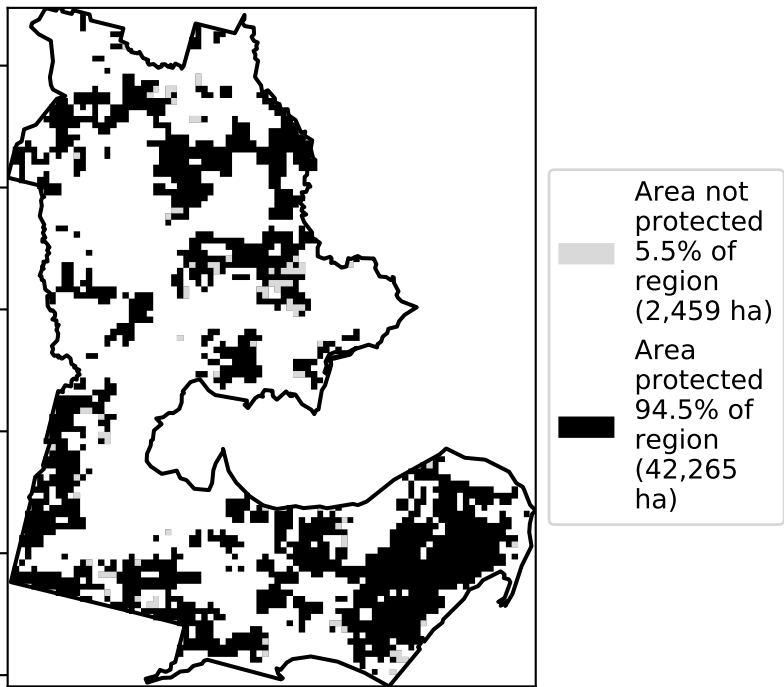 Area not
protected
5.5% of
region
(2,459 ha)
Area
protected
94.5% of
region
(42,265
ha)